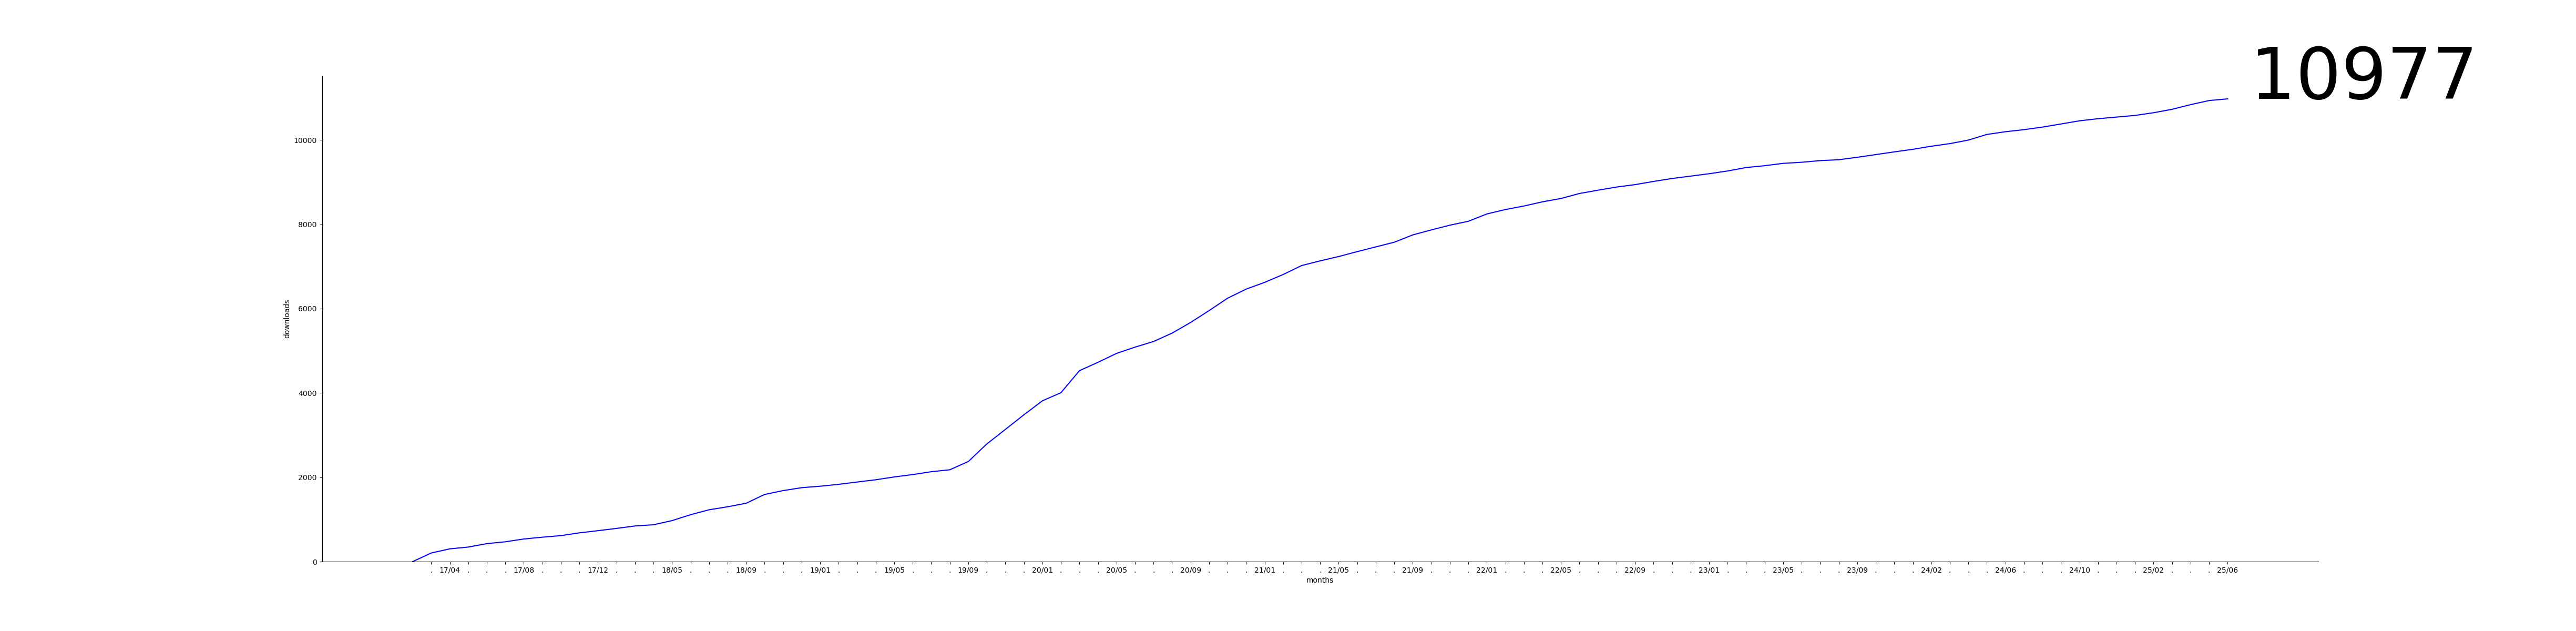 10977
10000
8000
6000
4000
2000
0
downloads
. 17/04 . . . 17/08 . . . 17/12 . . . 18/05 . . . 18/09 . . . 19/01 . . . 19/05 . . . 19/09 . . . 20/01 . . . 20/05 . . . 20/09 . . . 21/01 . . . 21/05 . . . 21/09 . . . 22/01 . . . 22/05 . . . 22/09 . . . 23/01 . . . 23/05 . . . 23/09 . . . 24/02 . . . 24/06 . . . 24/10 . . . 25/02 . . . 25/06
months